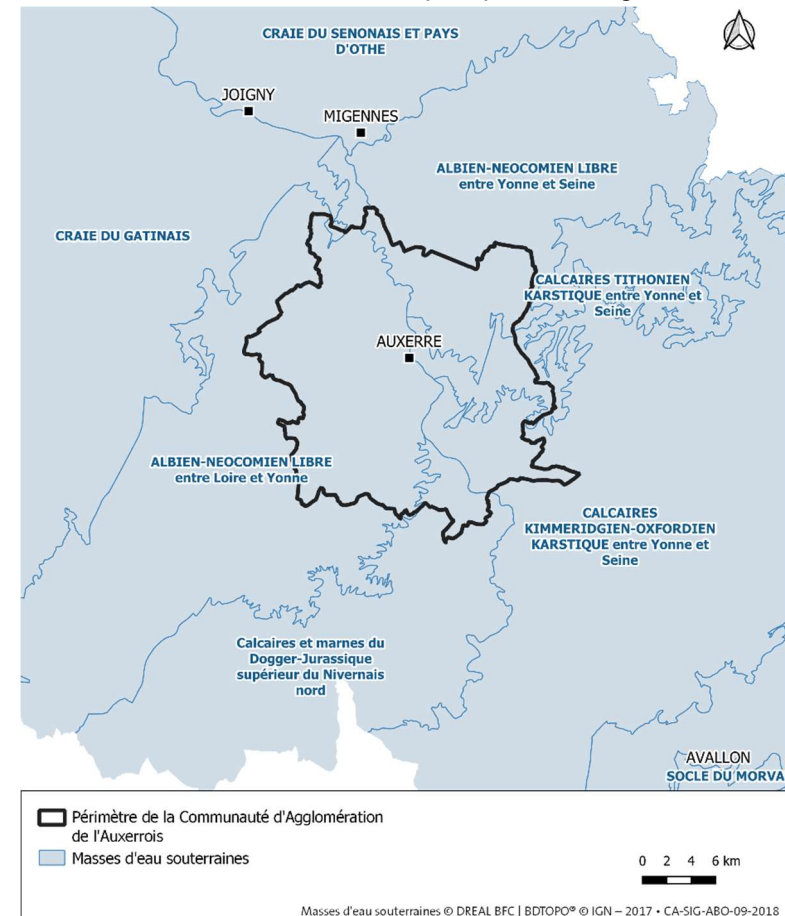 CRAIE DU SENONAIS ET PAYS
D'OTHE
JOIGNY
MIGENNES
ALBIEN-NEOCOMIEN LIBRE
entre Yonne et Seine
CRAIE DU GATINAIS
CALCAIRES TITHONIEN
KARSTIQUE entre Yonne et
Seine
AUXERRE
ALBIEN-NEOCOMIEN LIBRE
entre Loire et Yonne
CALCAIRES
KIMMERIDGIEN-OXFORDIEN
KARSTIQUE entre Yonne et
Seine
Calcaires et marnes du
Dogger-Jurassique
supérieur du Nivernais
nord
AVALLON
SOCLE DU MORVA
Périmètre de la Communauté d'Agglomération
de l'Auxerrois
Masses d'eau souterraines
0 2 4 6 km
Masses d'eau souterraines © DREAL BFC | BDTOPO® © IGN – 2017 • CA-SIG-ABO-09-2018